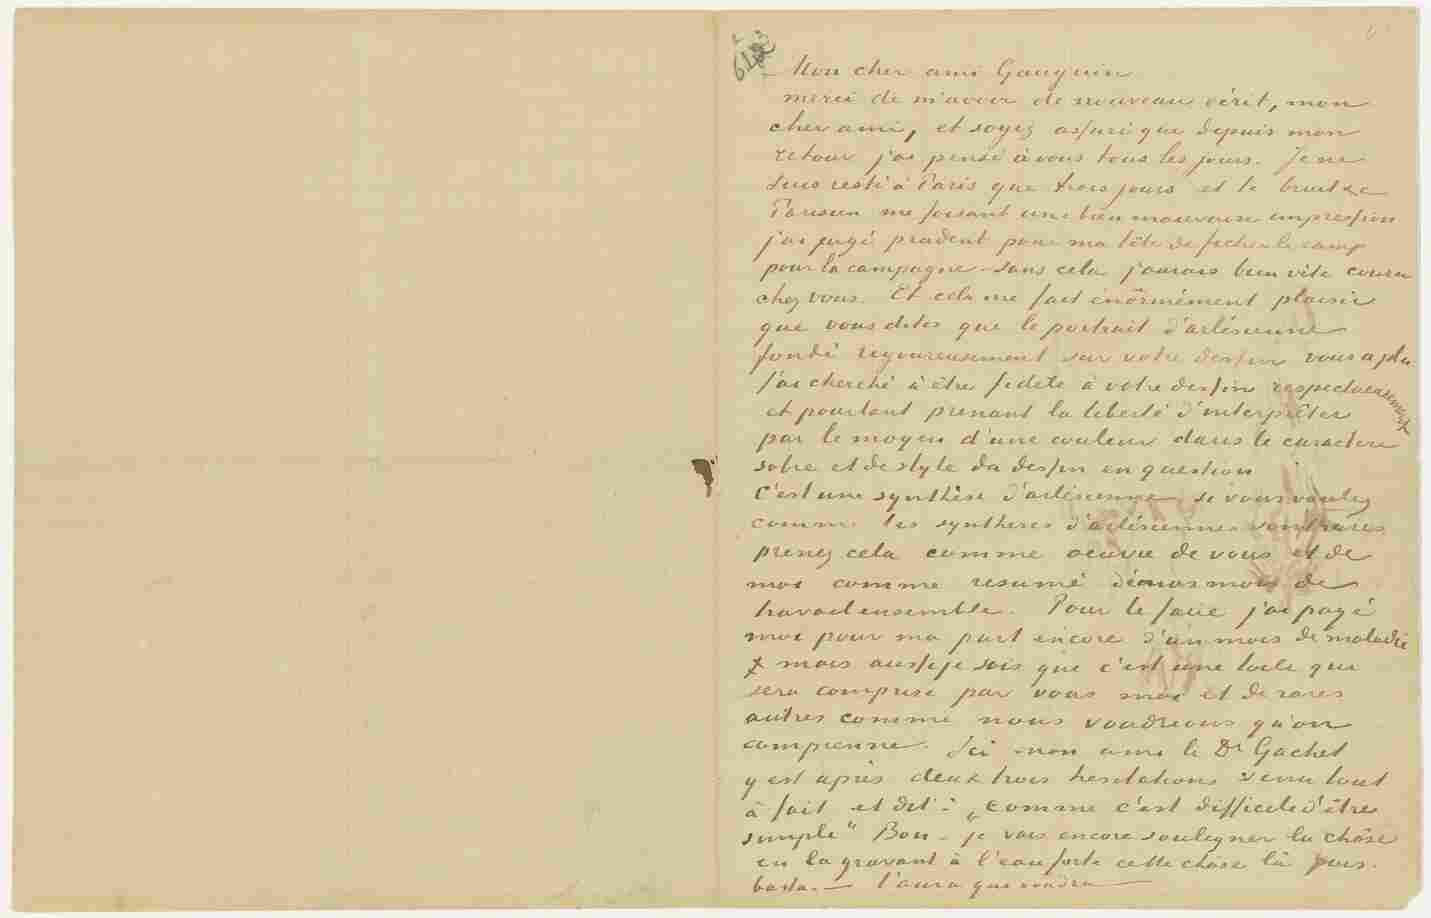 Mon cher ami Gauguin
merci de m'avoir de nouveau écrit, mon
cher ami, et soyez assuré que depuis mon
retour j'ai pensé à vous tous les jours. Je ne
suis resté à Paris que trois jours et le bruit &c
Parisien me faisant une bien mauvaise impression
j'ai jugé prudent pour ma tête de ficher le camp
pour la campagne – sans cela j'aurais bien vite couru
chez vous. Et cela me fait énormément plaisir
que vous dites que le portrait d'arlésienne
fondé rigoureusement sur votre dessin vous a plu
J'ai cherché à être fidèle à votre dessin respectueusement
et pourtant prenant la liberté d'interprêter
par le moyen d'une couleur dans le caractère
sobre et de style du dessin en question
C'est une synthèse d'arlésienne si vous voulez
comme les synthèses d'arlésiennes sont rares
prenez cela comme oeuvre de vous et de
moi comme resumé de nos mois de
travail ensemble. Pour le faire j'ai payé
moi pour ma part encore d'un mois de maladie
mais aussi je sais que c'est une toile qui
sera comprise par vous moi et de rares
autres comme nous voudrions qu'on
comprenne. Ici mon ami le Dr Gachet
y est après deux trois hesitations venu tout
à fait et dit: „Comme c'est difficile d'être
simple“ Bon – je vais encore souligner la chôse
en la gravant à l'eau forte cette chôse là puis
basta. — l'aura qui voudra